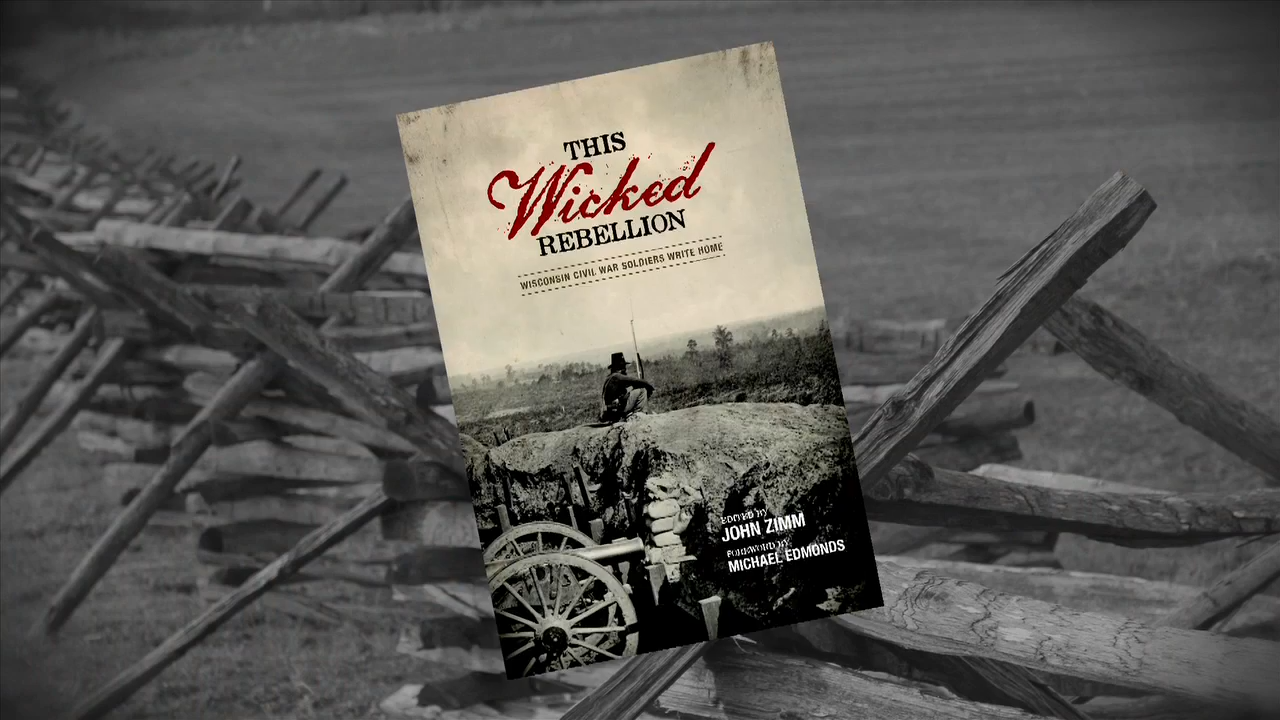 THIS
Wicked
REBELLION
WISCONSIN CIVIL WAR SOLDIERS WRITE HOME
EDITED BY
JOHN ZIMM
FOREWORD BY
MICHAEL EDMONDS